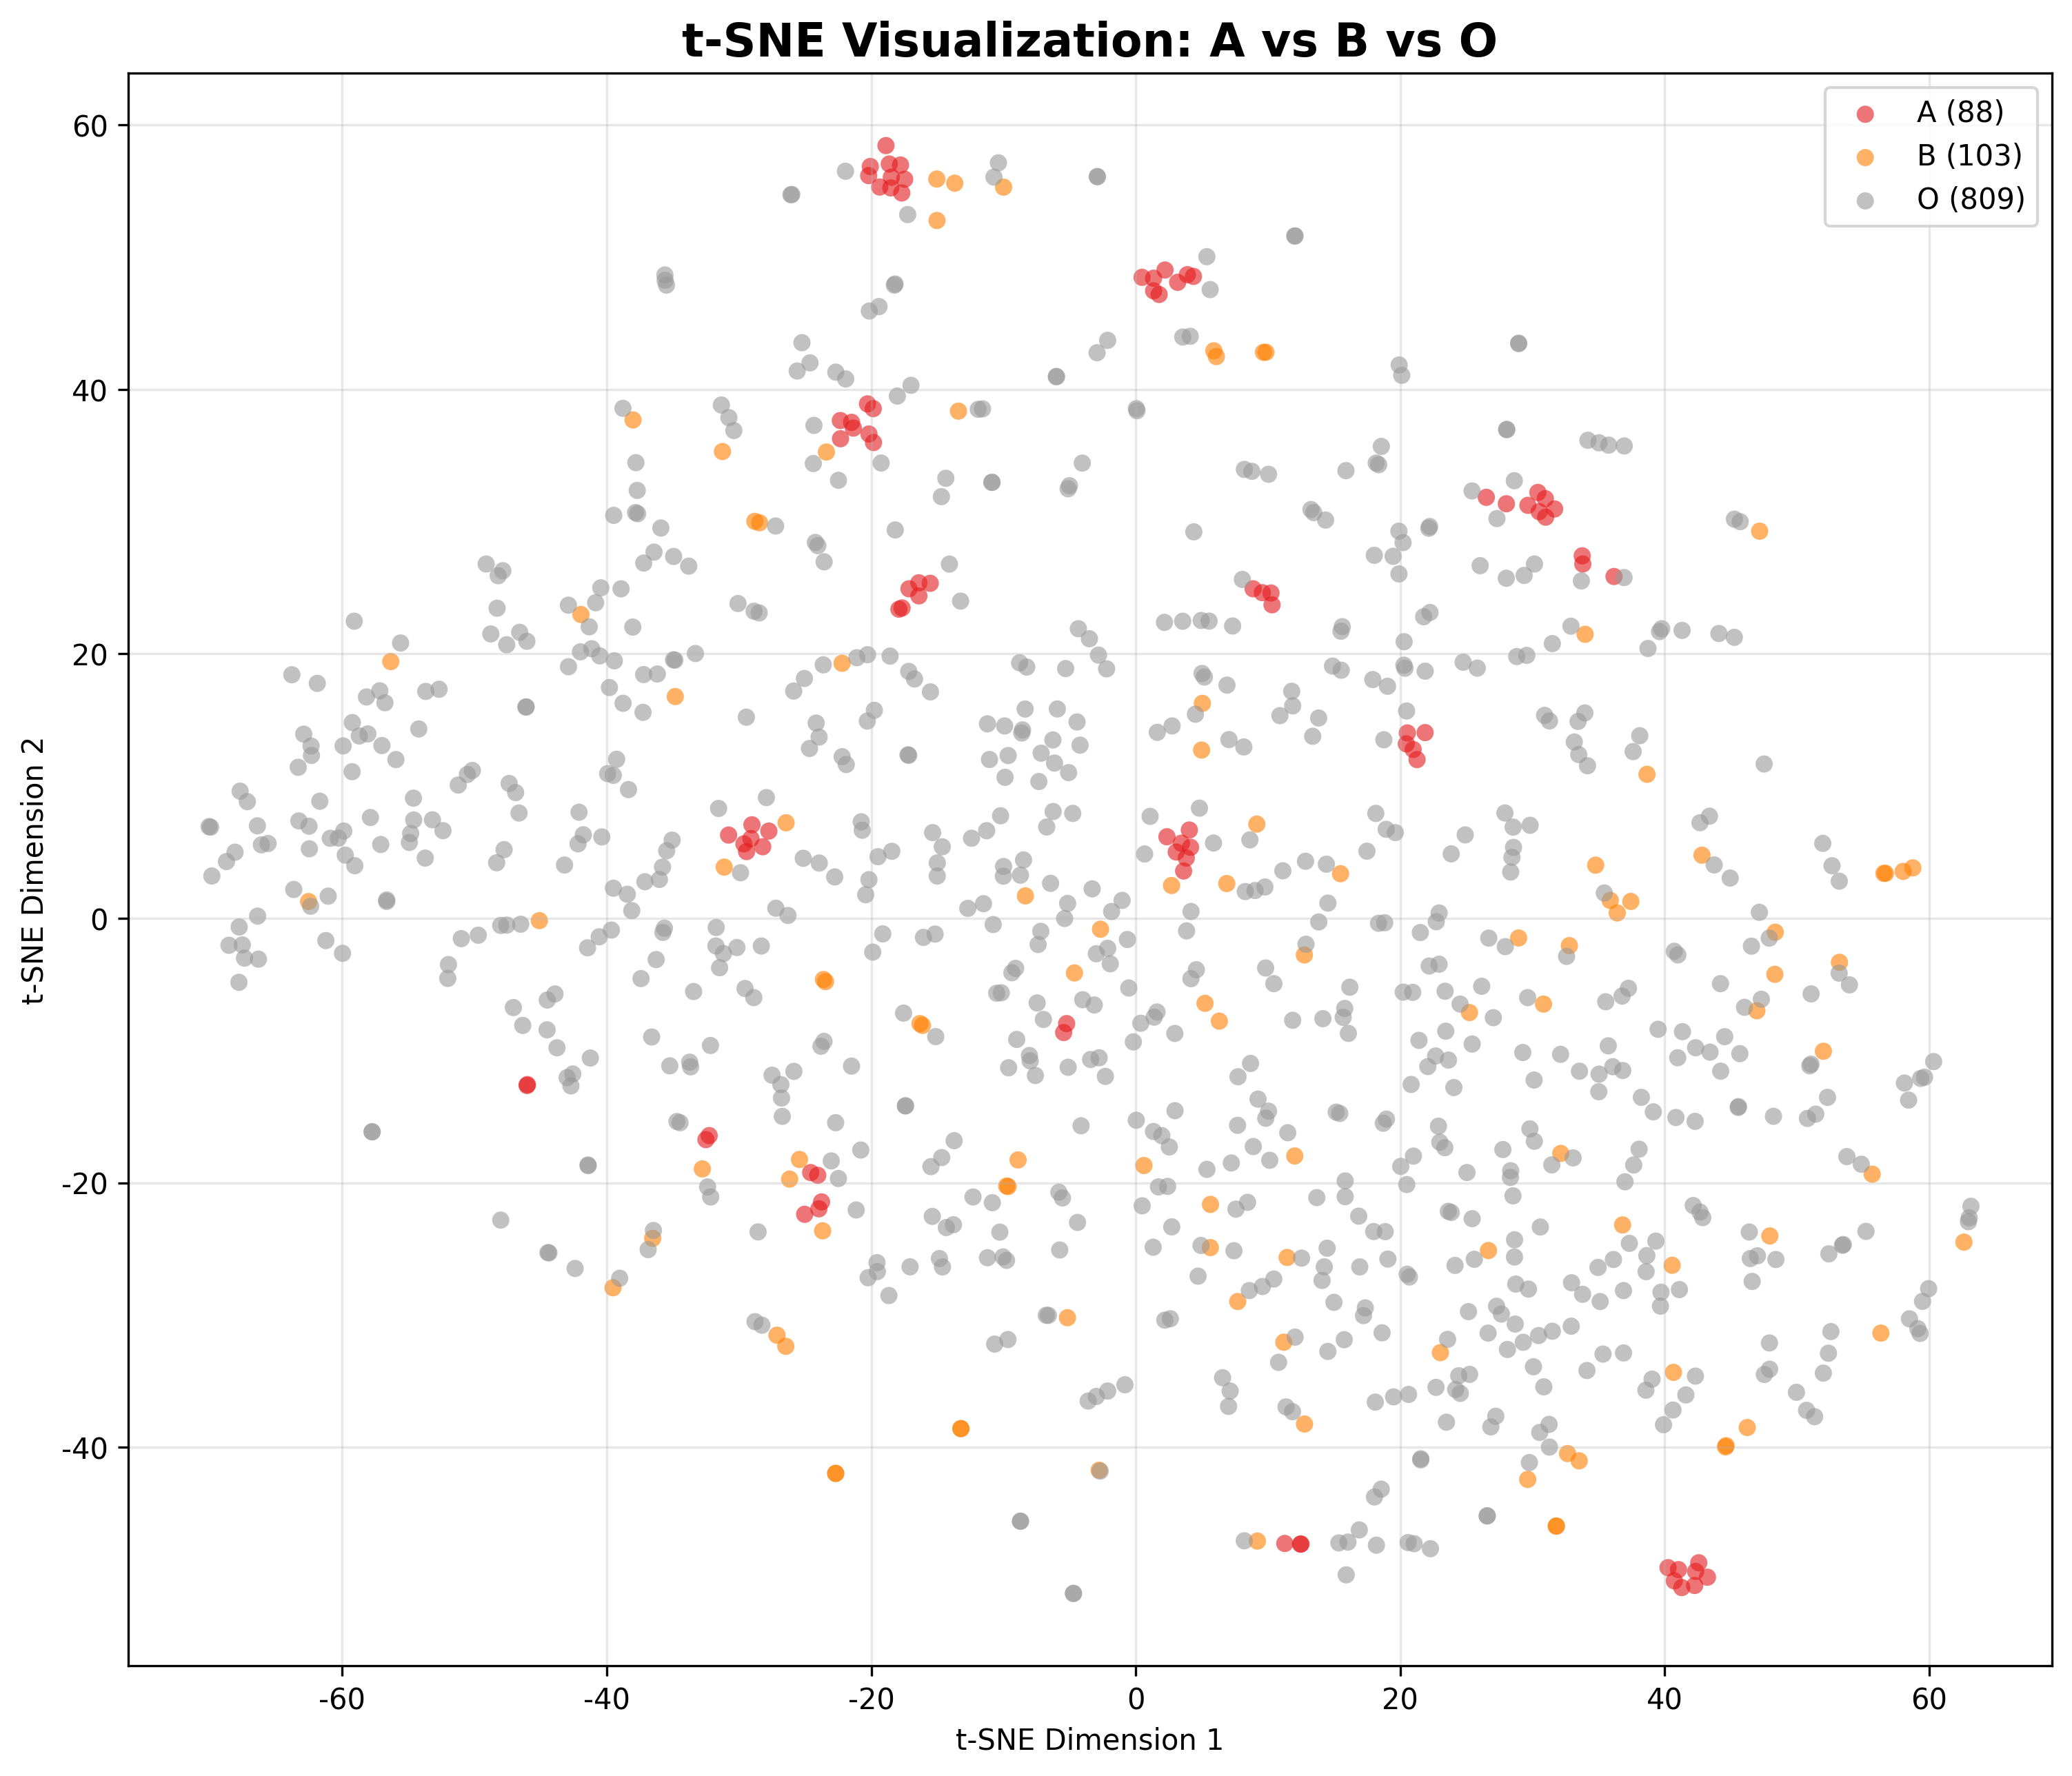 t-SNE Visualization: A vs B vs O
A (88)
B (103)
O (809)
60
40
20
0
-20
-40
t-SNE Dimension 2
-60
-40
-20
0
20
40
60
t-SNE Dimension 1